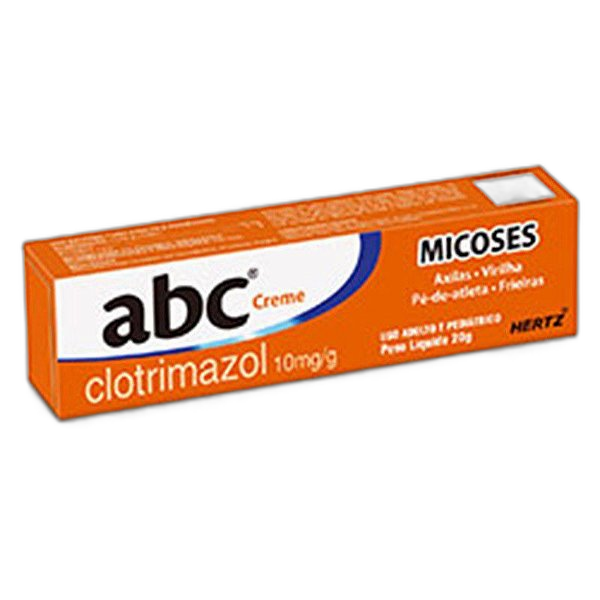 abc®
Creme
clotrimazol 10mg/g
MICOSES
Axilas • Virilha
Pé-de-atleta • Frieiras
USO ADULTO E PEDIÁTRICO
Peso Líquido 20g
HERTZ